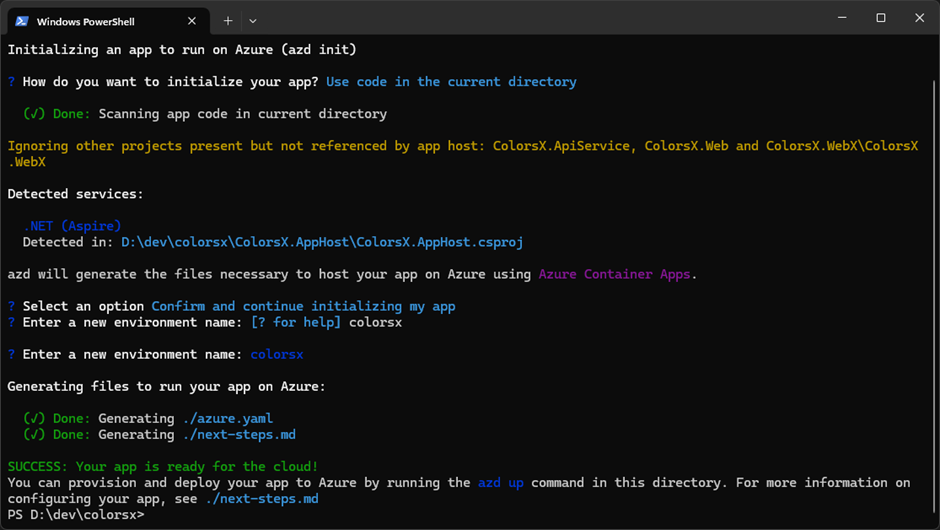 Windows PowerShell
Initializing an app to run on Azure (azd init)
? How do you want to initialize your app? Use code in the current directory
(✓) Done: Scanning app code in current directory
Ignoring other projects present but not referenced by app host: ColorsX.ApiService, ColorsX.Web and ColorsX.WebX\ColorsX
.WebX
Detected services:
.NET (Aspire)
Detected in: D:\dev\colorsx\ColorsX.AppHost\ColorsX.AppHost.csproj
azd will generate the files necessary to host your app on Azure using Azure Container Apps.
? Select an option Confirm and continue initializing my app
? Enter a new environment name: [? for help] colorsx
? Enter a new environment name: colorsx
Generating files to run your app on Azure:
(✓) Done: Generating ./azure.yaml
(✓) Done: Generating ./next-steps.md
SUCCESS: Your app is ready for the cloud!
You can provision and deploy your app to Azure by running the azd up command in this directory. For more information on
configuring your app, see ./next-steps.md
PS D:\dev\colorsx>